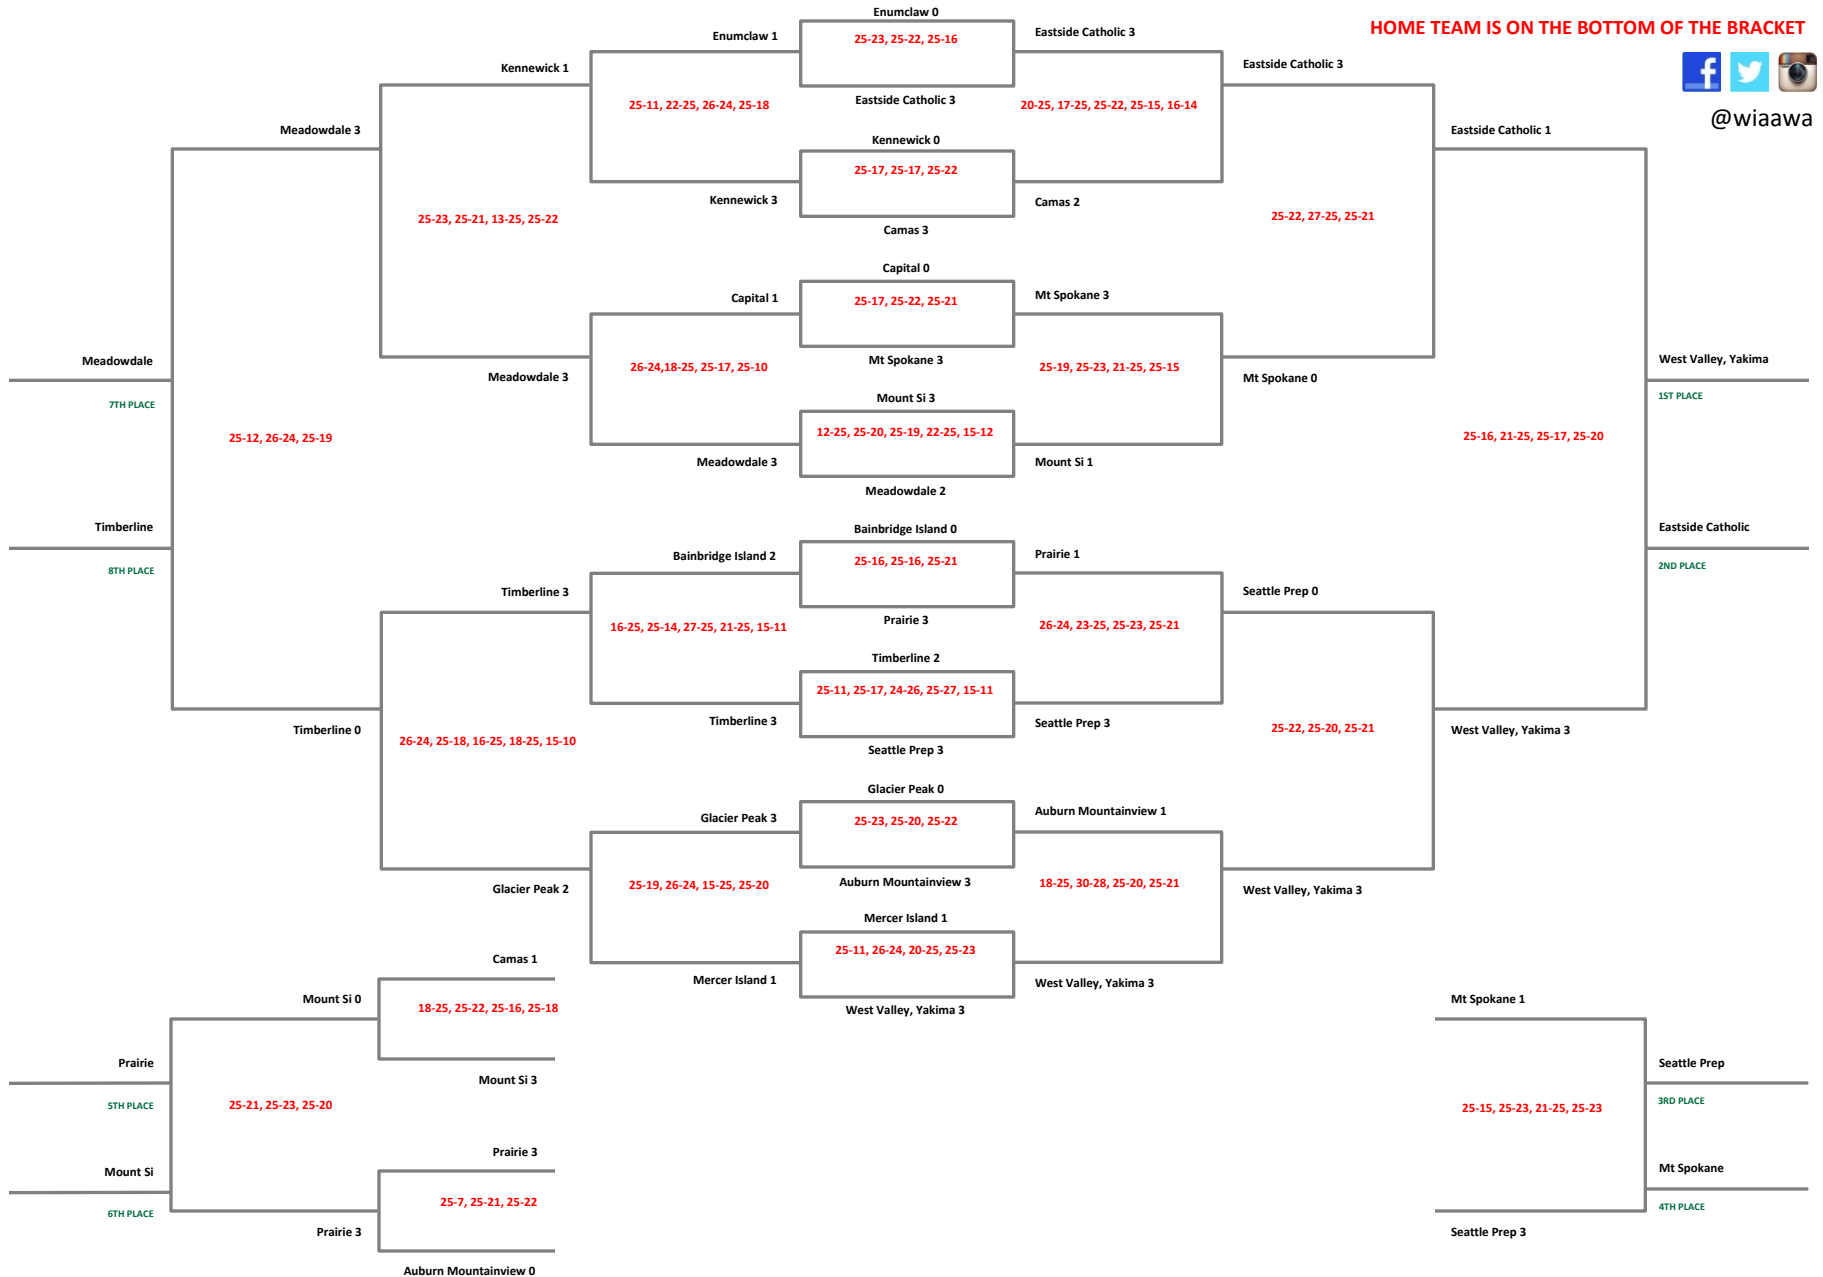 Enumclaw 0
HOME TEAM IS ON THE BOTTOM OF THE BRACKET
Enumclaw 1
25-23, 25-22, 25-16
Eastside Catholic 3
Kennewick 1
Eastside Catholic 3
Eastside Catholic 3
25-11, 22-25, 26-24, 25-18
20-25, 17-25, 25-22, 25-15, 16-14
@wiaawa
Meadowdale 3
Kennewick 0
Eastside Catholic 1
25-17, 25-17, 25-22
Kennewick 3
Camas 2
25-23, 25-21, 13-25, 25-22
25-22, 27-25, 25-21
Camas 3
Capital 0
Capital 1
25-17, 25-22, 25-21
Mt Spokane 3
Meadowdale
Mt Spokane 3
West Valley, Yakima
26-24,18-25, 25-17, 25-10
25-19, 25-23, 21-25, 25-15
Meadowdale 3
Mt Spokane 0
7TH PLACE
Mount Si 3
1ST PLACE
25-12, 26-24, 25-19
12-25, 25-20, 25-19, 22-25, 15-12
25-16, 21-25, 25-17, 25-20
Meadowdale 3
Mount Si 1
Meadowdale 2
Timberline
Bainbridge Island 0
Eastside Catholic
Bainbridge Island 2
25-16, 25-16, 25-21
Prairie 1
8TH PLACE
2ND PLACE
Timberline 3
Seattle Prep 0
Prairie 3
16-25, 25-14, 27-25, 21-25, 15-11
26-24, 23-25, 25-23, 25-21
Timberline 2
25-11, 25-17, 24-26, 25-27, 15-11
Timberline 3
Seattle Prep 3
Timberline 0
25-22, 25-20, 25-21
West Valley, Yakima 3
26-24, 25-18, 16-25, 18-25, 15-10
Seattle Prep 3
Glacier Peak 0
Glacier Peak 3
25-23, 25-20, 25-22
Auburn Mountainview 1
Glacier Peak 2
25-19, 26-24, 15-25, 25-20
Auburn Mountainview 3
18-25, 30-28, 25-20, 25-21
West Valley, Yakima 3
Mercer Island 1
25-11, 26-24, 20-25, 25-23
Camas 1
Mercer Island 1
West Valley, Yakima 3
Mount Si 0
18-25, 25-22, 25-16, 25-18
West Valley, Yakima 3
Mt Spokane 1
Prairie
Mount Si 3
Seattle Prep
5TH PLACE
25-21, 25-23, 25-20
25-15, 25-23, 21-25, 25-23
3RD PLACE
Prairie 3
Mount Si
Mt Spokane
25-7, 25-21, 25-22
6TH PLACE
4TH PLACE
Prairie 3
Seattle Prep 3
Auburn Mountainview 0